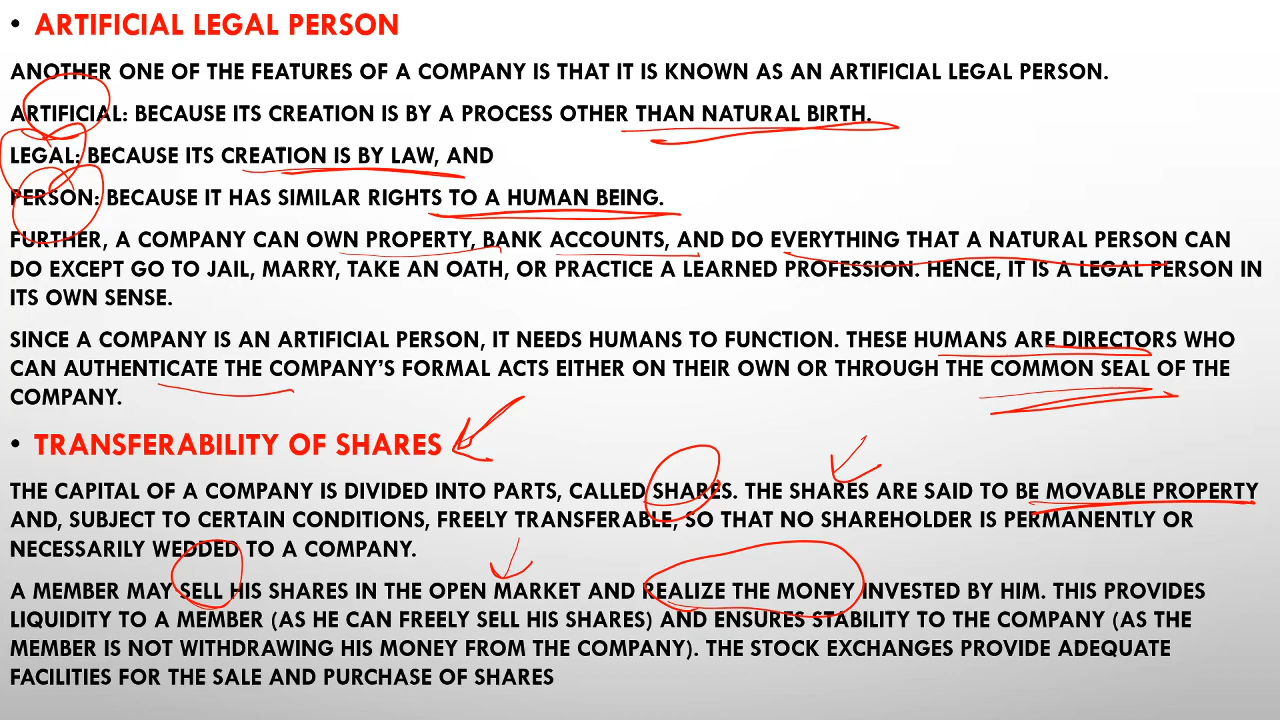 • ARTIFICIAL LEGAL PERSON
ANOTHER ONE OF THE FEATURES OF A COMPANY IS THAT IT IS KNOWN AS AN ARTIFICIAL LEGAL PERSON.
ARTIFICIAL: BECAUSE ITS CREATION IS BY A PROCESS OTHER THAN NATURAL BIRTH.
LEGAL: BECAUSE ITS CREATION IS BY LAW, AND
PERSON: BECAUSE IT HAS SIMILAR RIGHTS TO A HUMAN BEING.
FURTHER, A COMPANY CAN OWN PROPERTY, BANK ACCOUNTS, AND DO EVERYTHING THAT A NATURAL PERSON CAN
DO EXCEPT GO TO JAIL, MARRY, TAKE AN OATH, OR PRACTICE A LEARNED PROFESSION. HENCE, IT IS A LEGAL PERSON IN
ITS OWN SENSE.
SINCE A COMPANY IS AN ARTIFICIAL PERSON, IT NEEDS HUMANS TO FUNCTION. THESE HUMANS ARE DIRECTORS WHO
CAN AUTHENTICATE THE COMPANY'S FORMAL ACTS EITHER ON THEIR OWN OR THROUGH THE COMMON SEAL OF THE
COMPANY.
• TRANSFERABILITY OF SHARES
THE CAPITAL OF A COMPANY IS DIVIDED INTO PARTS, CALLED SHARES. THE SHARES ARE SAID TO BE MOVABLE PROPERTY
AND, SUBJECT TO CERTAIN CONDITIONS, FREELY TRANSFERABLE, SO THAT NO SHAREHOLDER IS PERMANENTLY OR
NECESSARILY WEDDED TO A COMPANY.
A MEMBER MAY SELL HIS SHARES IN THE OPEN MARKET AND REALIZE THE MONEY INVESTED BY HIM. THIS PROVIDES
LIQUIDITY TO A MEMBER (AS HE CAN FREELY SELL HIS SHARES) AND ENSURES STABILITY TO THE COMPANY (AS THE
MEMBER IS NOT WITHDRAWING HIS MONEY FROM THE COMPANY). THE STOCK EXCHANGES PROVIDE ADEQUATE
FACILITIES FOR THE SALE AND PURCHASE OF SHARES